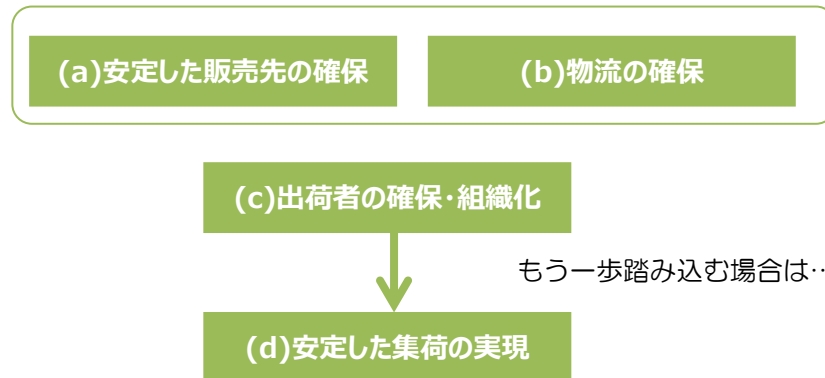 (a)安定した販売先の確保
(b)物流の確保
(c)出荷者の確保・組織化
もう一歩踏み込む場合は…
(d)安定した集荷の実現